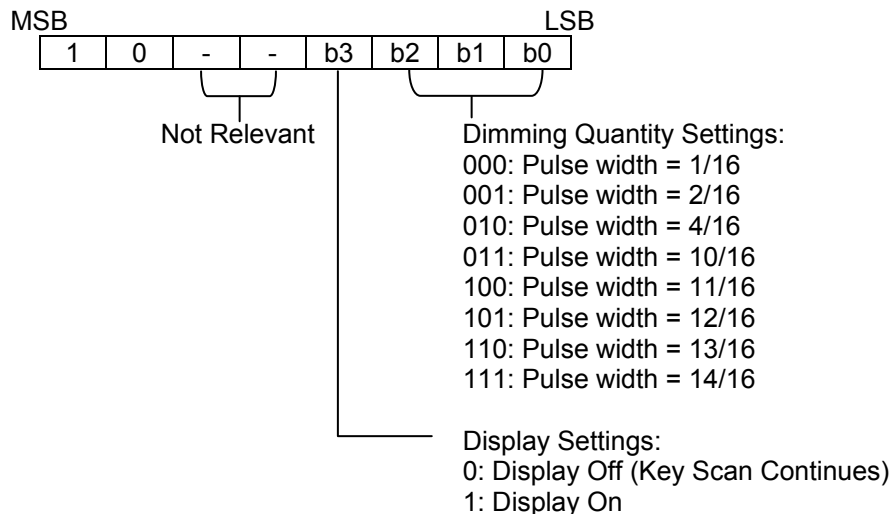 MSB LSB
1 0 - - b3 b2 b1 b0
Not Relevant
Dimming Quantity Settings:
000: Pulse width = 1/16
001: Pulse width = 2/16
010: Pulse width = 4/16
011: Pulse width = 10/16
100: Pulse width = 11/16
101: Pulse width = 12/16
110: Pulse width = 13/16
111: Pulse width = 14/16
Display Settings:
0: Display Off (Key Scan Continues)
1: Display On